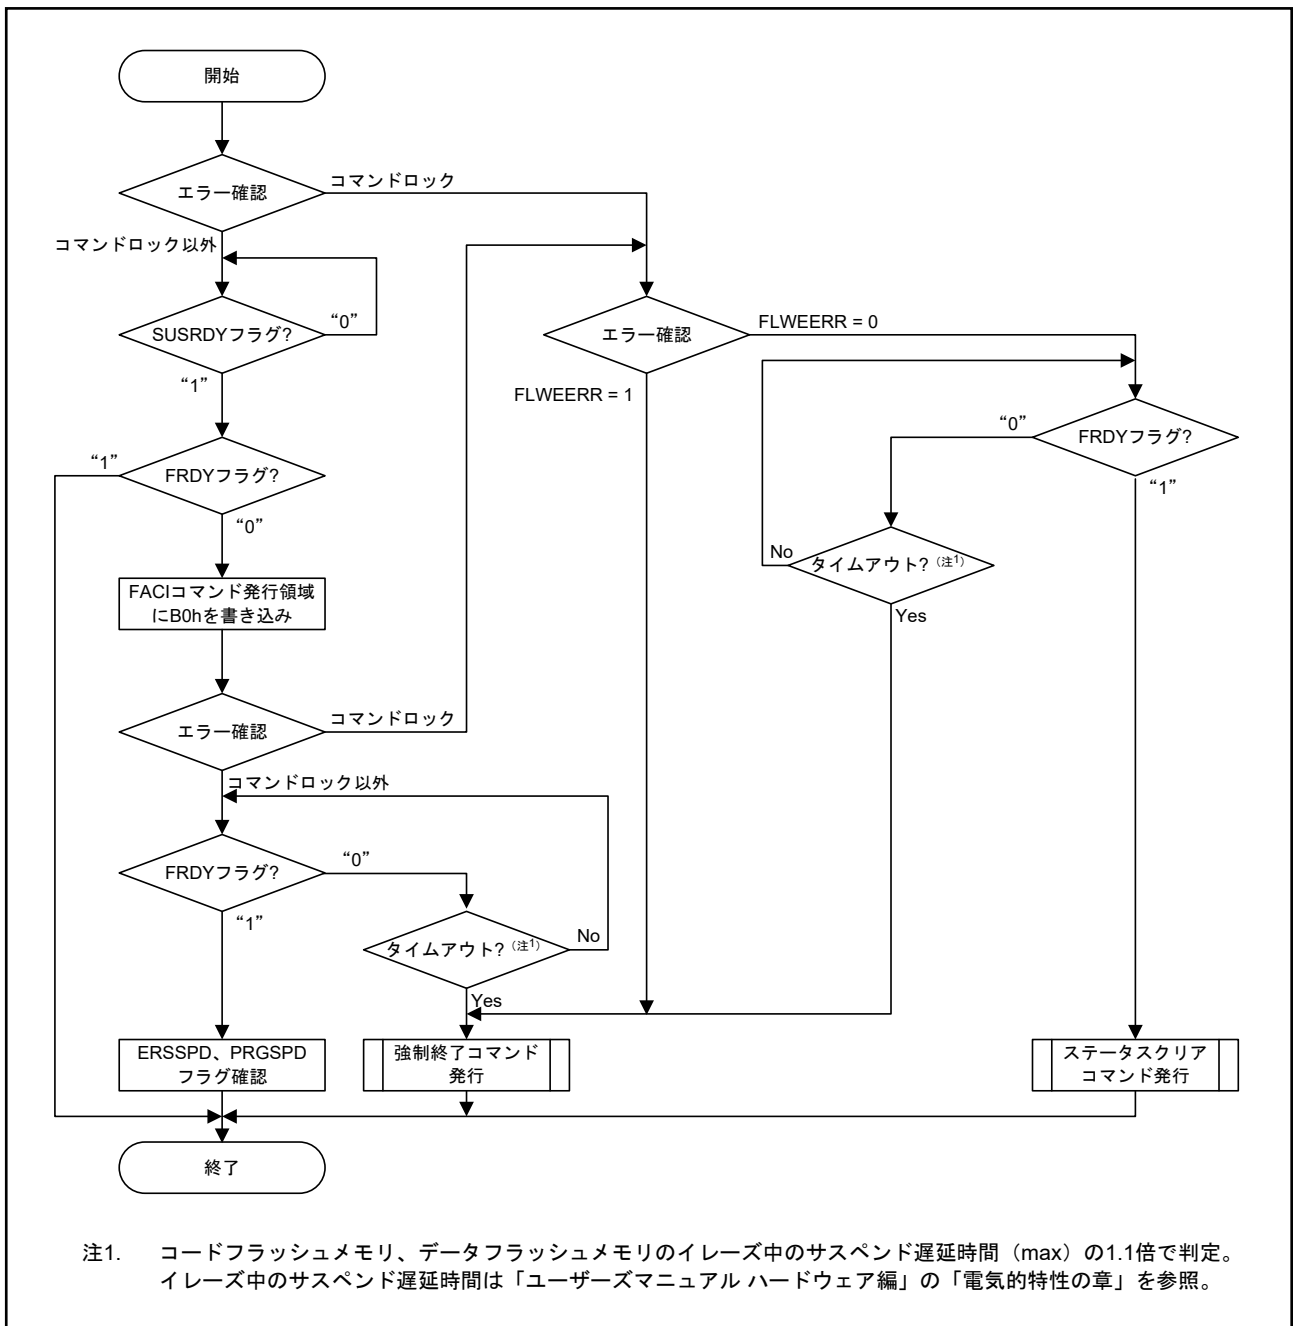 開始
エラー確認
コマンドロック
コマンドロック以外
SUSRDYフラグ?
“0”
“1”
エラー確認
FLWEERR = 0
FLWEERR = 1
FRDYフラグ?
“1”
“0”
FRDYフラグ?
“0”
“1”
タイムアウト?（注1）
No
Yes
FACIコマンド発行領域
にB0hを書き込み
エラー確認
コマンドロック
コマンドロック以外
FRDYフラグ?
“0”
“1”
タイムアウト?（注1）
No
Yes
ERSSPD、PRGSPD
フラグ確認
強制終了コマンド
発行
ステータスクリア
コマンド発行
終了
注1. コードフラッシュメモリ、データフラッシュメモリのイレーズ中のサスペンド遅延時間（max）の1.1倍で判定。
イレーズ中のサスペンド遅延時間は「ユーザーズマニュアル ハードウェア編」の「電気的特性の章」を参照。